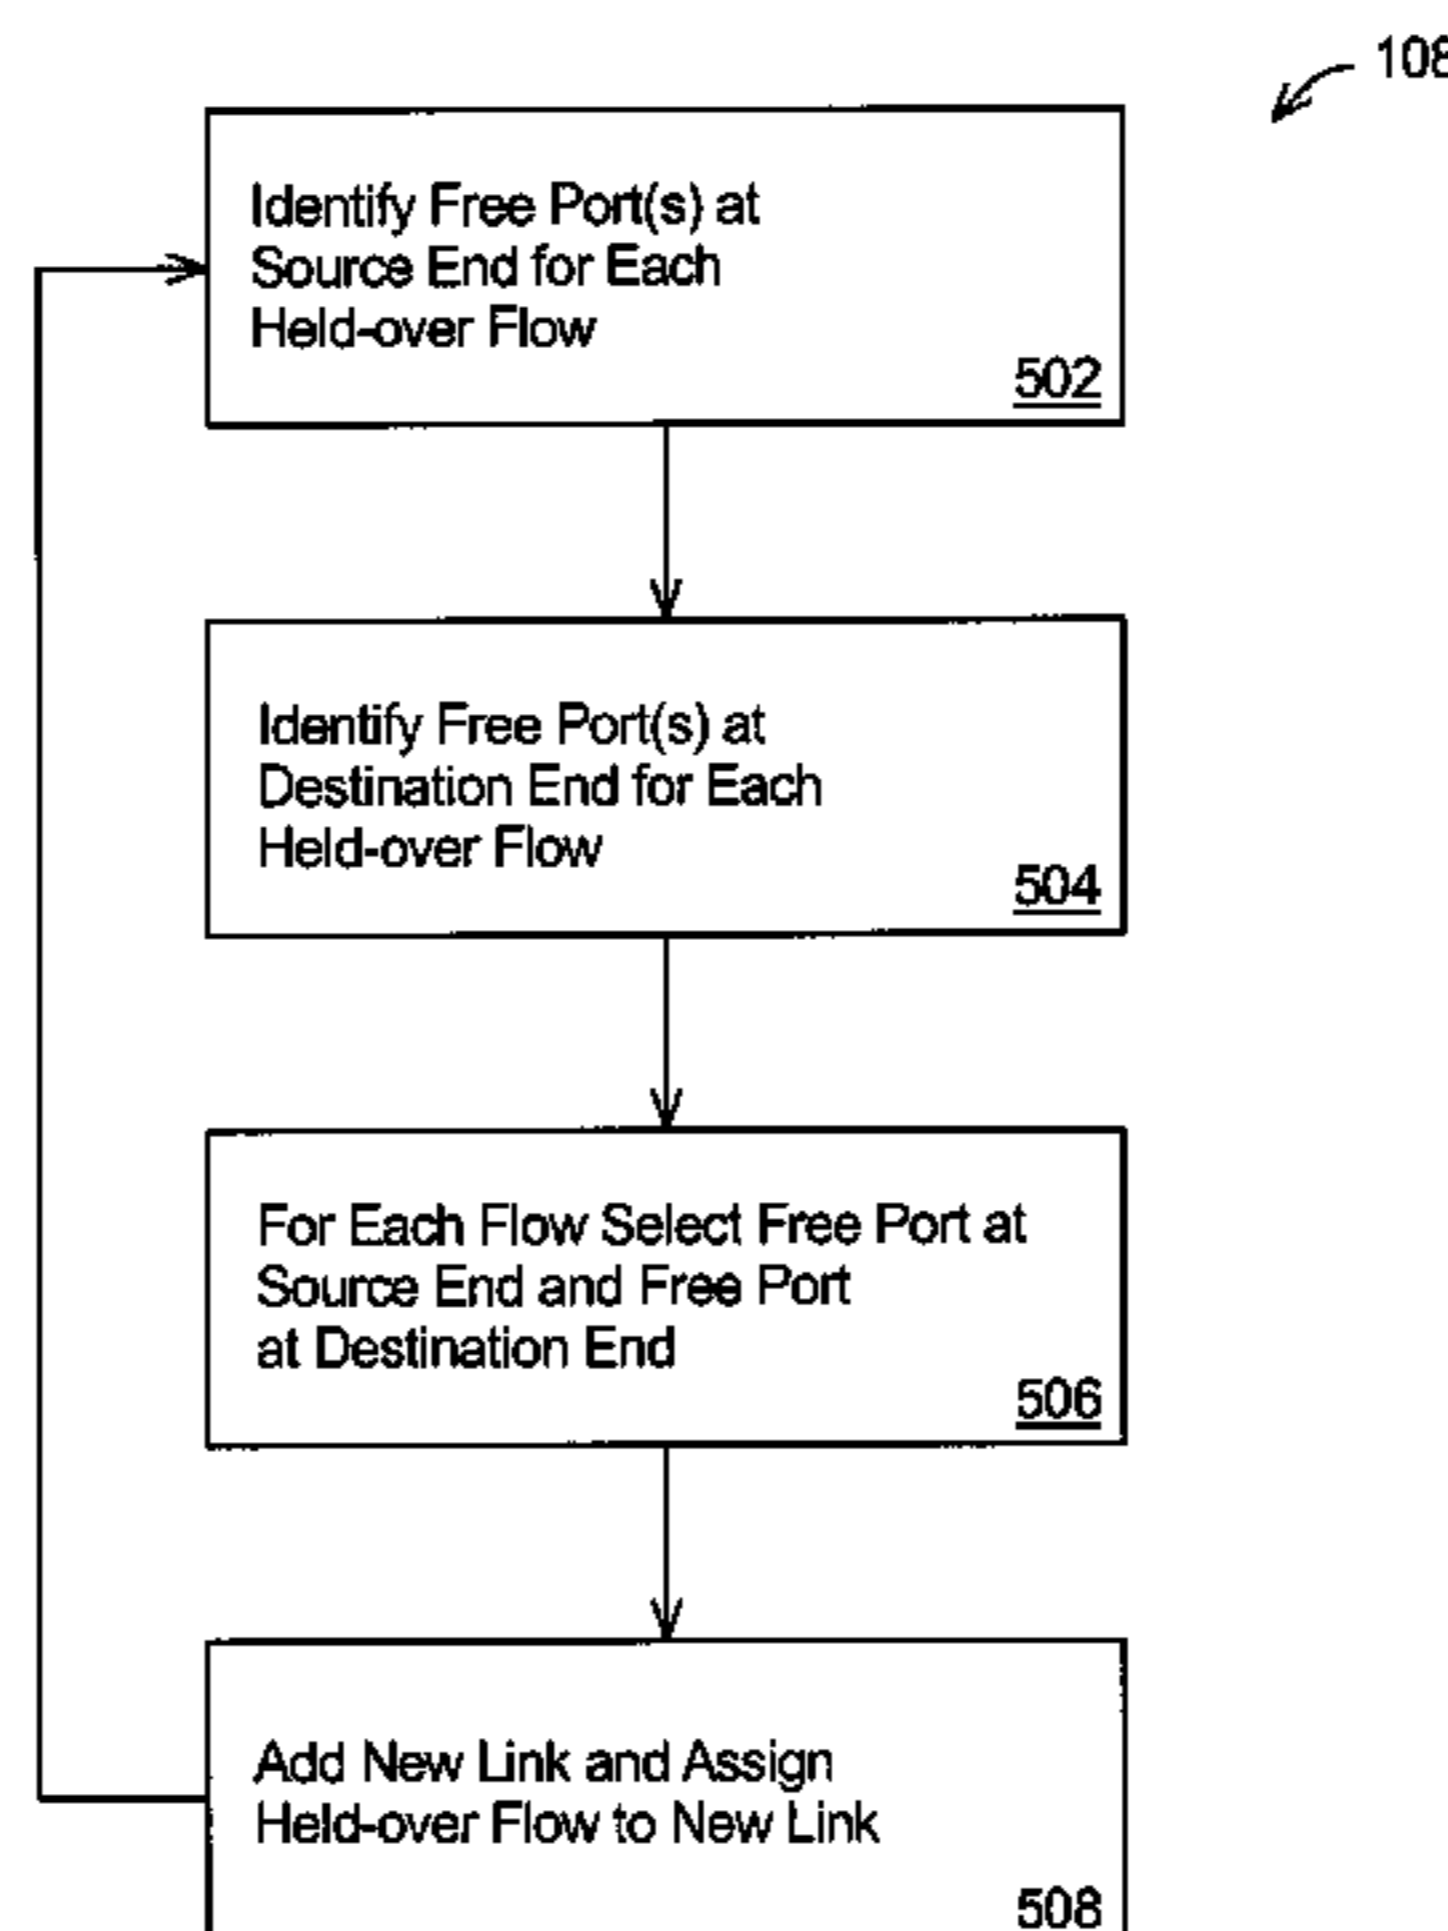 108
Identify Free Port(s) at
Source End for Each
Held-over Flow
502
Identify Free Port(s) at
Destination End for Each
Held-over Flow
504
For Each Flow Select Free Port at
Source End and Free Port
at Destination End
506
Add New Link and Assign
Held-over Flow to New Link
508